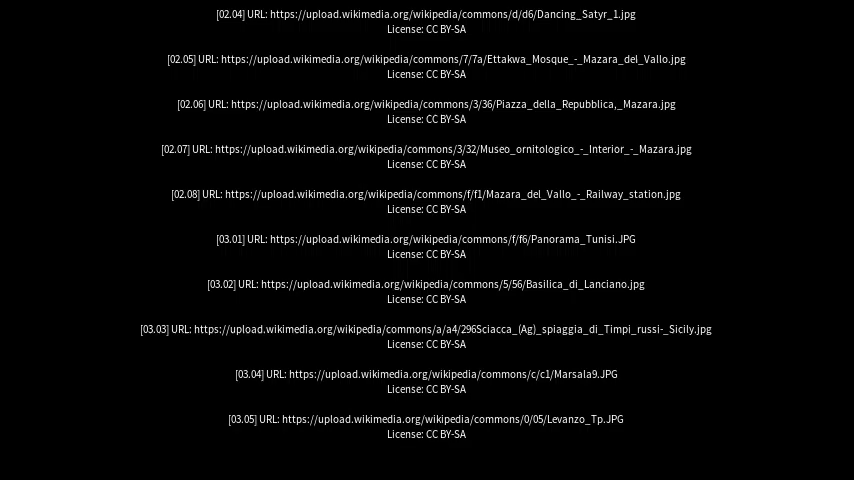 [02.04] URL: https://upload.wikimedia.org/wikipedia/commons/d/d6/Dancing_Satyr_1.jpg
License: CC BY-SA
[02.05] URL: https://upload.wikimedia.org/wikipedia/commons/7/7a/Ettakwa_Mosque_-_Mazara_del_Vallo.jpg
License: CC BY-SA
[02.06] URL: https://upload.wikimedia.org/wikipedia/commons/3/36/Piazza_della_Repubblica,_Mazara.jpg
License: CC BY-SA
[02.07] URL: https://upload.wikimedia.org/wikipedia/commons/3/32/Museo_ornitologico_-_Interior_-_Mazara.jpg
License: CC BY-SA
[02.08] URL: https://upload.wikimedia.org/wikipedia/commons/f/f1/Mazara_del_Vallo_-_Railway_station.jpg
License: CC BY-SA
[03.01] URL: https://upload.wikimedia.org/wikipedia/commons/f/f6/Panorama_Tunisi.JPG
License: CC BY-SA
[03.02] URL: https://upload.wikimedia.org/wikipedia/commons/5/56/Basilica_di_Lanciano.jpg
License: CC BY-SA
[03.03] URL: https://upload.wikimedia.org/wikipedia/commons/a/a4/296Sciacca_(Ag)_spiaggia_di_Timpi_russi-_Sicily.jpg
License: CC BY-SA
[03.04] URL: https://upload.wikimedia.org/wikipedia/commons/c/c1/Marsala9.JPG
License: CC BY-SA
[03.05] URL: https://upload.wikimedia.org/wikipedia/commons/0/05/Levanzo_Tp.JPG
License: CC BY-SA